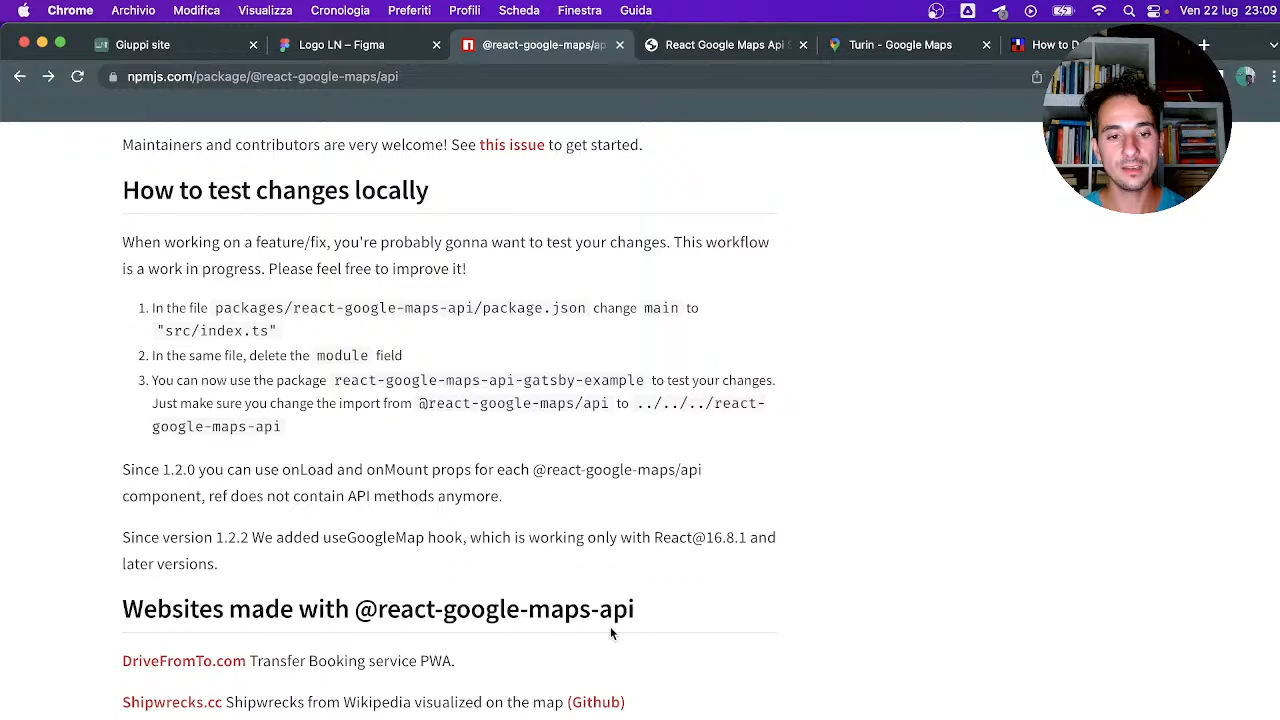 Chrome Archivio Modifica Visualizza Cronologia Preferiti Profili Scheda Finestra Guida Ven 22 lug 23:09
Giuppi site Logo LN – Figma @react-google-maps/ap React Google Maps Api S Turin - Google Maps How to D
npmjs.com/package/@react-google-maps/api
Maintainers and contributors are very welcome! See this issue to get started.
How to test changes locally
When working on a feature/fix, you're probably gonna want to test your changes. This workflow
is a work in progress. Please feel free to improve it!
1. In the file packages/react-google-maps-api/package.json change main to
"src/index.ts"
2. In the same file, delete the module field
3. You can now use the package react-google-maps-api-gatsby-example to test your changes.
Just make sure you change the import from @react-google-maps/api to ../../../react-
google-maps-api
Since 1.2.0 you can use onLoad and onMount props for each @react-google-maps/api
component, ref does not contain API methods anymore.
Since version 1.2.2 We added useGoogleMap hook, which is working only with React@16.8.1 and
later versions.
Websites made with @react-google-maps-api
DriveFromTo.com Transfer Booking service PWA.
Shipwrecks.cc Shipwrecks from Wikipedia visualized on the map (Github)